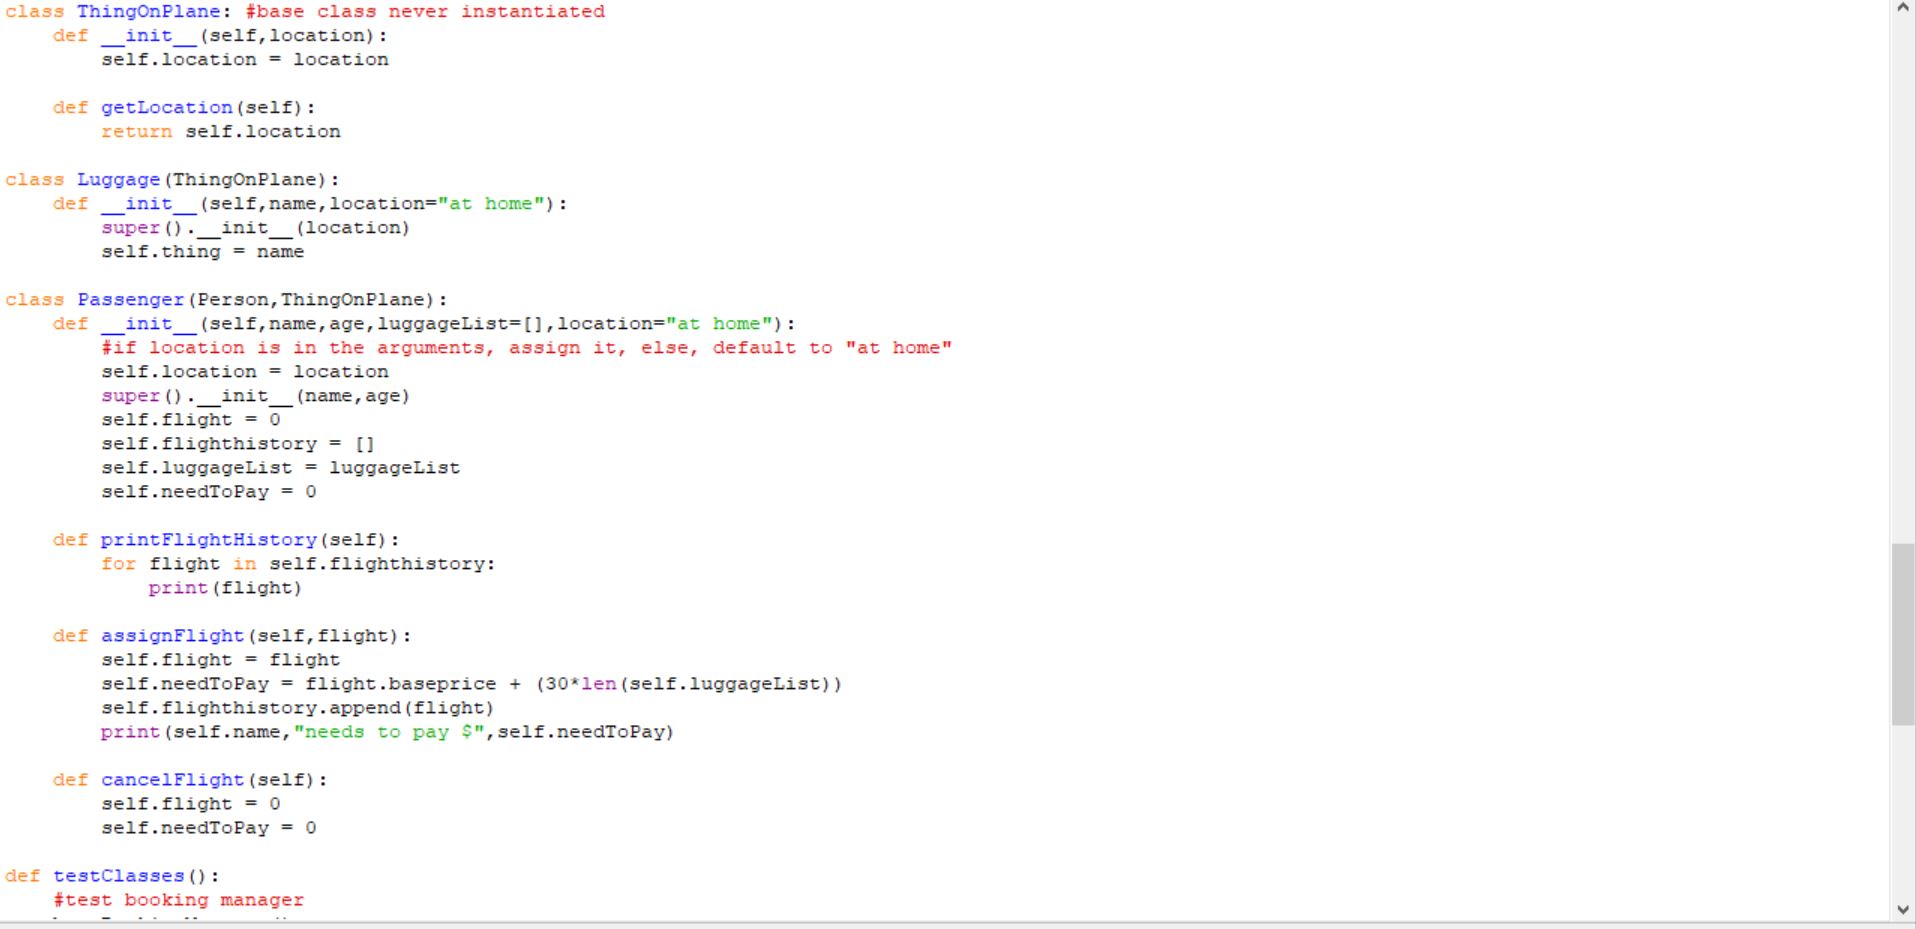 class ThingOnPlane: #base class never instantiated
    def __init__(self,location):
        self.location = location

    def getLocation(self):
        return self.location

class Luggage(ThingOnPlane):
    def __init__(self,name,location="at home"):
        super().__init__(location)
        self.thing = name

class Passenger(Person,ThingOnPlane):
    def __init__(self,name,age,luggageList=[],location="at home"):
        #if location is in the arguments, assign it, else, default to "at home"
        self.location = location
        super().__init__(name,age)
        self.flight = 0
        self.flighthistory = []
        self.luggageList = luggageList
        self.needToPay = 0

    def printFlightHistory(self):
        for flight in self.flighthistory:
            print(flight)

    def assignFlight(self,flight):
        self.flight = flight
        self.needToPay = flight.baseprice + (30*len(self.luggageList))
        self.flighthistory.append(flight)
        print(self.name,"needs to pay $",self.needToPay)

    def cancelFlight(self):
        self.flight = 0
        self.needToPay = 0

def testClasses():
    #test booking manager